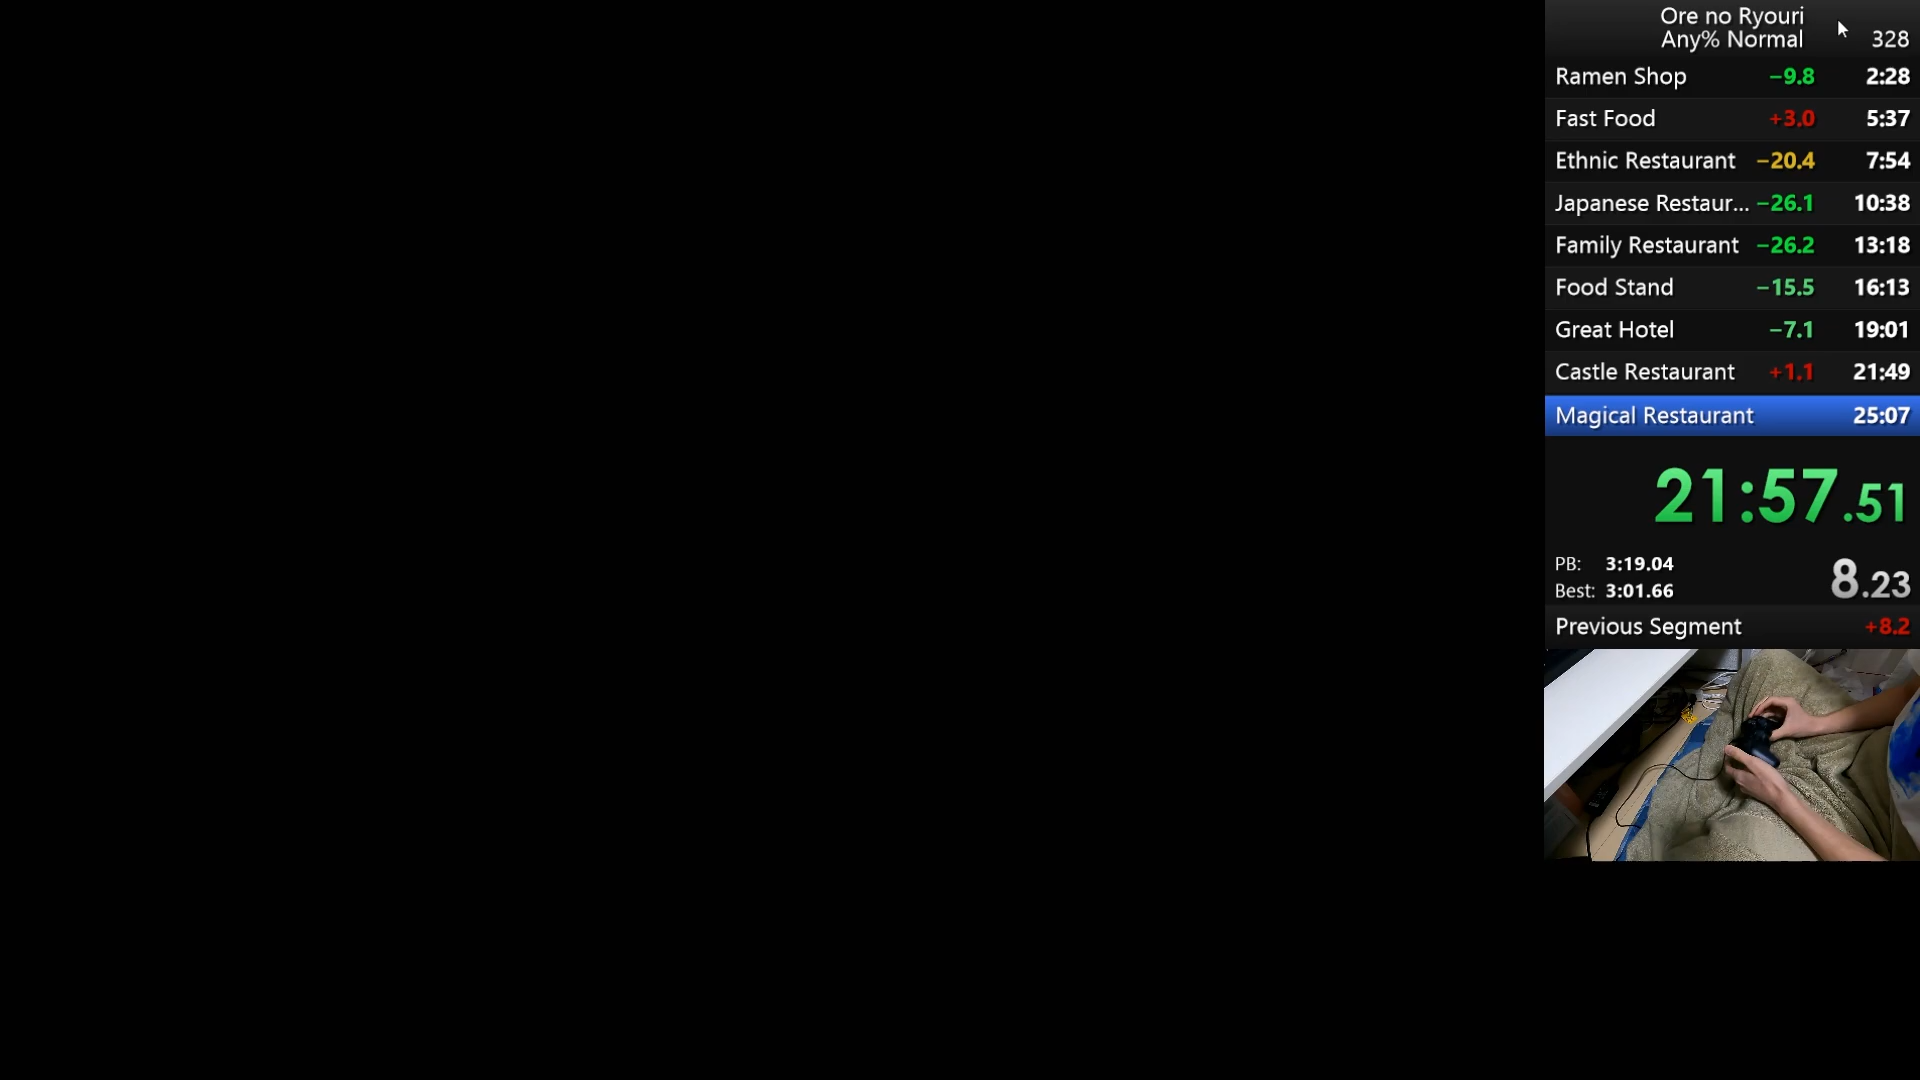 Ore no Ryouri
Any% Normal 328
Ramen Shop −9.8 2:28
Fast Food +3.0 5:37
Ethnic Restaurant −20.4 7:54
Japanese Restaur... −26.1 10:38
Family Restaurant −26.2 13:18
Food Stand −15.5 16:13
Great Hotel −7.1 19:01
Castle Restaurant +1.1 21:49
Magical Restaurant 25:07
21:57.51
PB: 3:19.04 8.23
Best: 3:01.66
Previous Segment +8.2